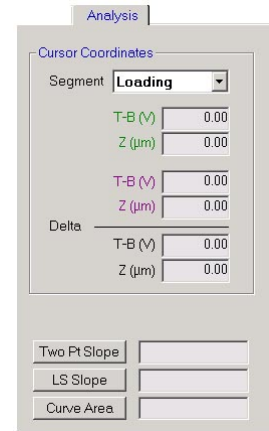 Analysis
Cursor Coordinates
Segment Loading
T-B (V) 0.00
Z (µm) 0.00
T-B (V) 0.00
Z (µm) 0.00
Delta
T-B (V) 0.00
Z (µm) 0.00
Two Pt Slope
LS Slope
Curve Area